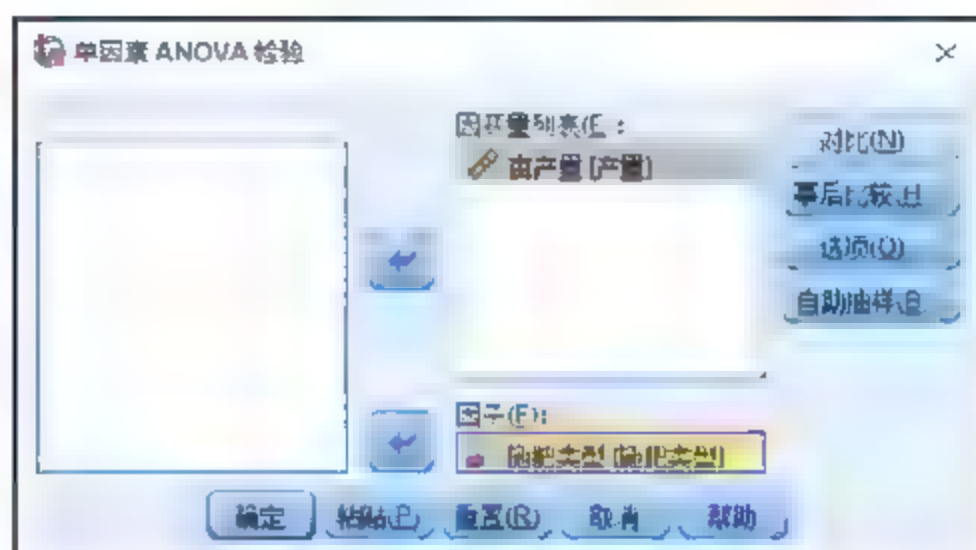 单因素 ANOVA 检验
因变量列表(E):
亩产量 [产量]
对比(N)
事后比较(H)
选项(O)
自助抽样(B)
因子(F):
施肥类型 [施肥类型]
确定
粘贴(P)
重置(R)
取消
帮助